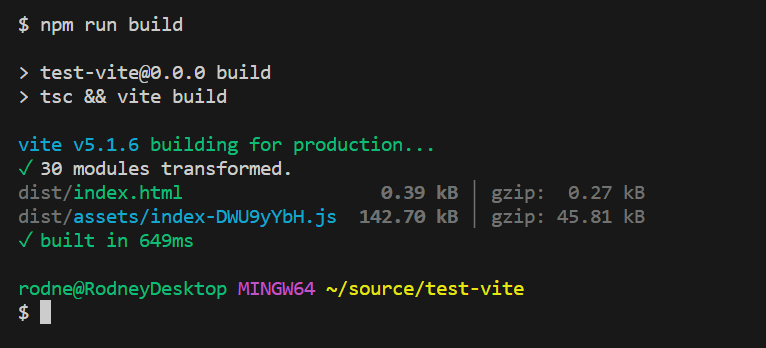 $ npm run build
> test-vite@0.0.0 build
> tsc && vite build
vite v5.1.6 building for production...
✓ 30 modules transformed.
dist/index.html                  0.39 kB │ gzip:  0.27 kB
dist/assets/index-DWU9yYbH.js  142.70 kB │ gzip: 45.81 kB
✓ built in 649ms
rodne@RodneyDesktop MINGW64 ~/source/test-vite
$